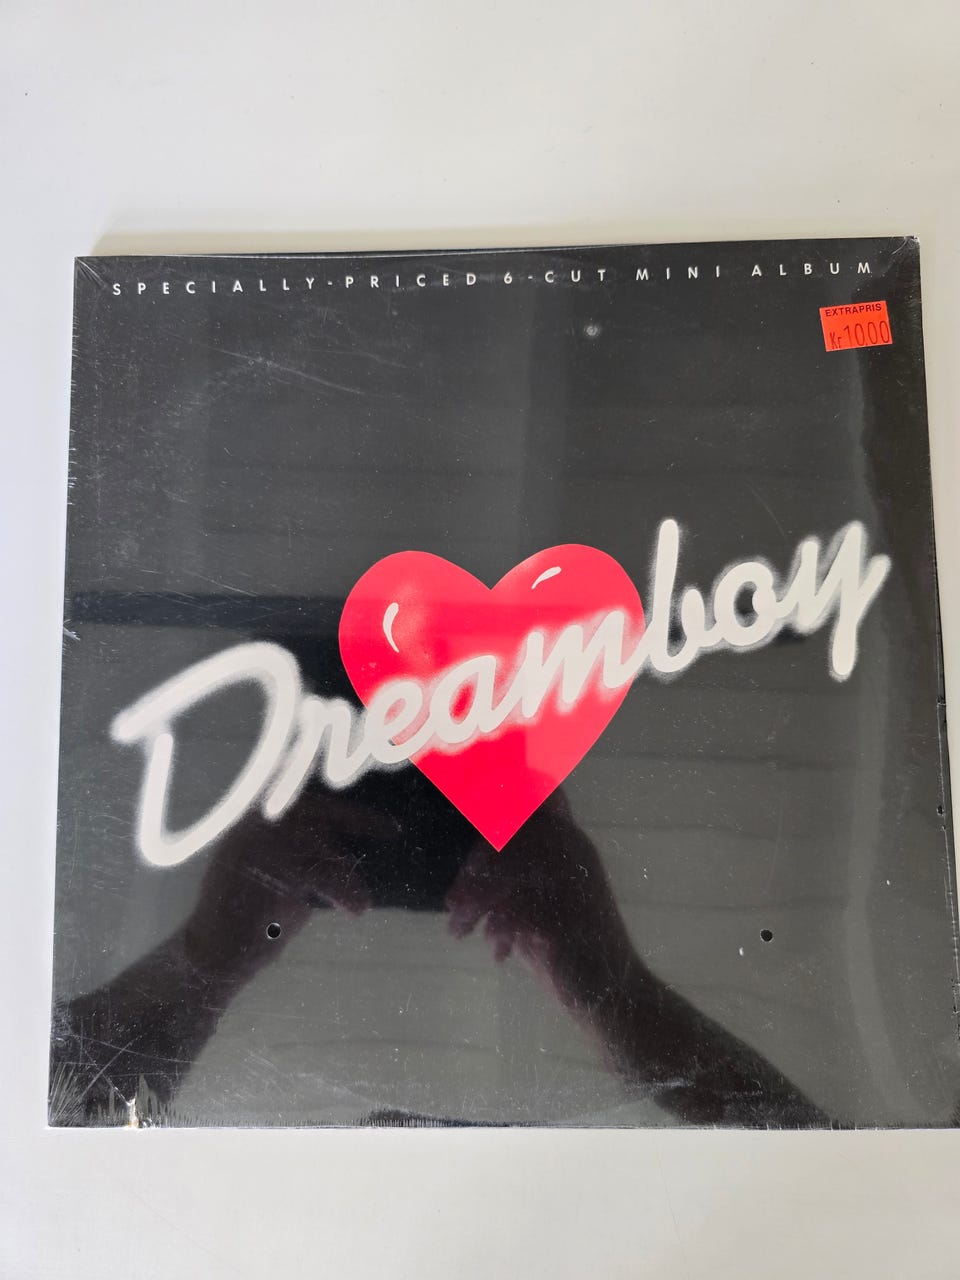 SPECIALLY-PRICED 6-CUT MINI ALBUM
EXTRAPRIS
Kr 10.00
Dreamboy